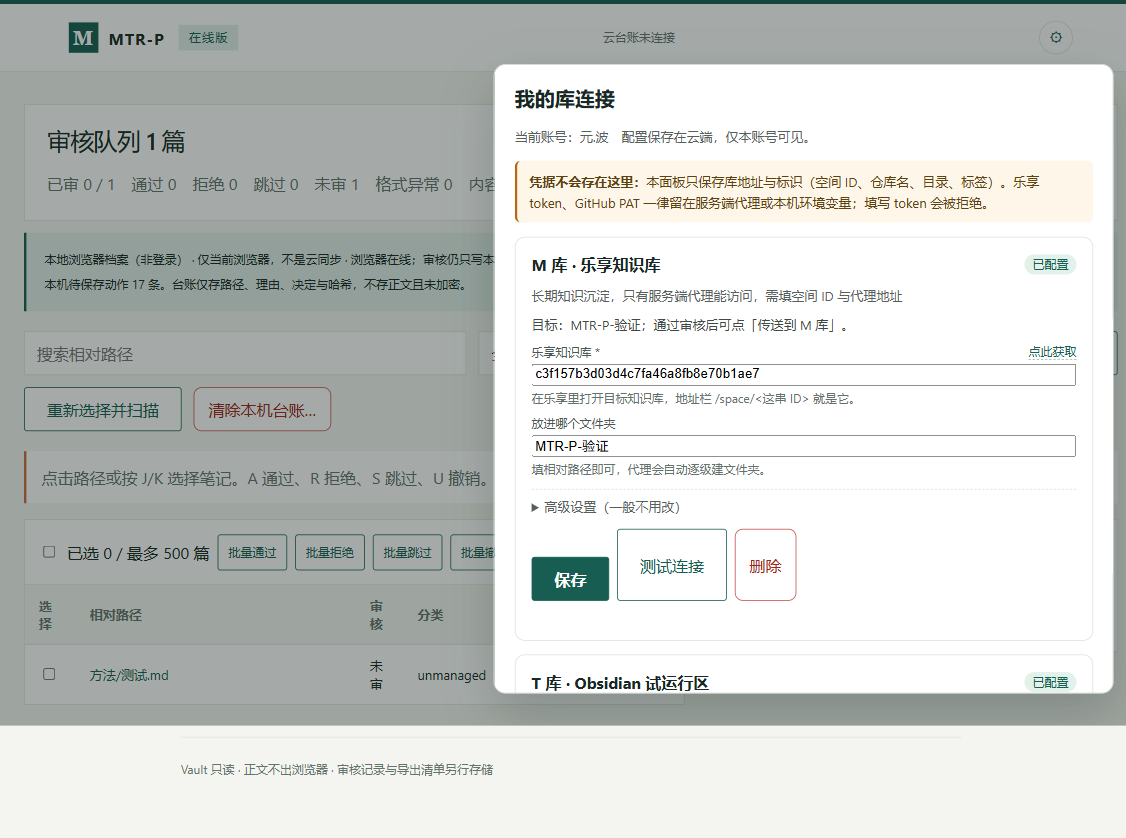 M MTR-P 在线版 云台账未连接
审核队列 1 篇
已审 0 / 1 通过 0 拒绝 0 跳过 0 未审 1 格式异常 0 内容
本地浏览器档案（非登录） · 仅当前浏览器，不是云同步 · 浏览器在线；审核仍只写本
本机待保存动作 17 条。台账仅存路径、理由、决定与哈希，不存正文且未加密。
搜索相对路径
重新选择并扫描 清除本机台账...
点击路径或按 J/K 选择笔记。A 通过、R 拒绝、S 跳过、U 撤销。
已选 0 / 最多 500 篇 批量通过 批量拒绝 批量跳过 批量撤
选择 相对路径 审核 分类
方法/测试.md 未审 unmanaged
我的库连接
当前账号：元.波 配置保存在云端，仅本账号可见。
凭据不会存在这里：本面板只保存库地址与标识（空间 ID、仓库名、目录、标签）。乐享
token、GitHub PAT 一律留在服务端代理或本机环境变量；填写 token 会被拒绝。
M 库 · 乐享知识库 已配置
长期知识沉淀，只有服务端代理能访问，需填空间 ID 与代理地址
目标：MTR-P-验证；通过审核后可点「传送到 M 库」。
乐享知识库 * 点此获取
c3f157b3d03d4c7fa46a8fb8e70b1ae7
在乐享里打开目标知识库，地址栏 /space/<这串 ID> 就是它。
放进哪个文件夹
MTR-P-验证
填相对路径即可，代理会自动逐级建文件夹。
▶ 高级设置（一般不用改）
保存 测试连接 删除
T 库 · Obsidian 试运行区 已配置
Vault 只读 · 正文不出浏览器 · 审核记录与导出清单另行存储